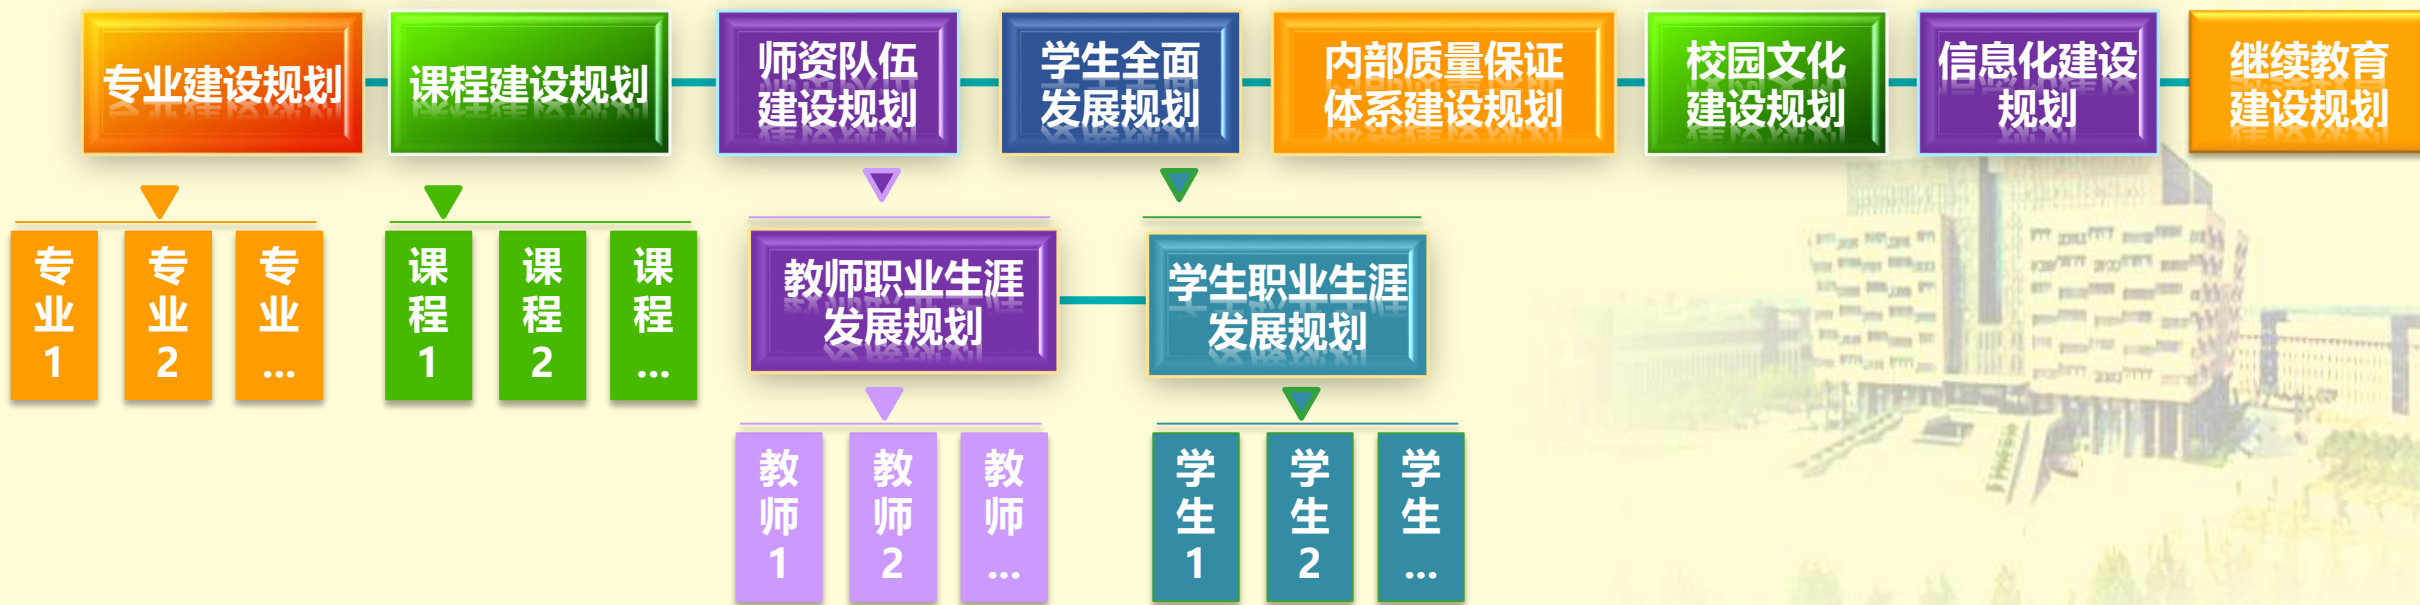 专业建设规划
课程建设规划
师资队伍
建设规划
学生全面
发展规划
内部质量保证
体系建设规划
校园文化
建设规划
信息化建设
规划
继续教育
建设规划
专
业
1
专
业
2
专
业
...
课
程
1
课
程
2
课
程
...
教师职业生涯
发展规划
学生职业生涯
发展规划
教
师
1
教
师
2
教
师
...
学
生
1
学
生
2
学
生
...